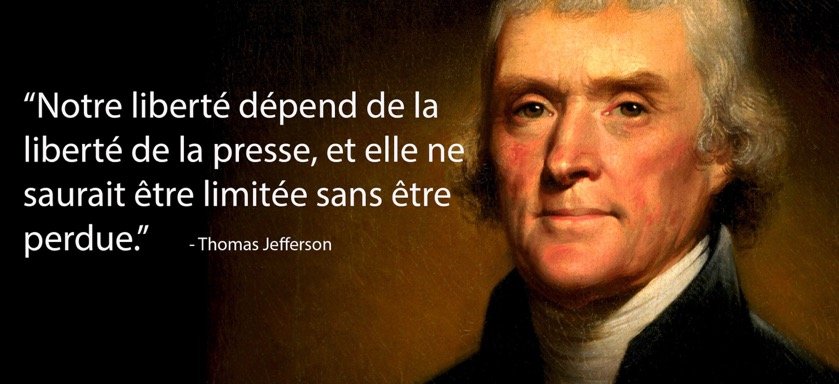 “Notre liberté dépend de la
liberté de la presse, et elle ne
saurait être limitée sans être
perdue.” - Thomas Jefferson